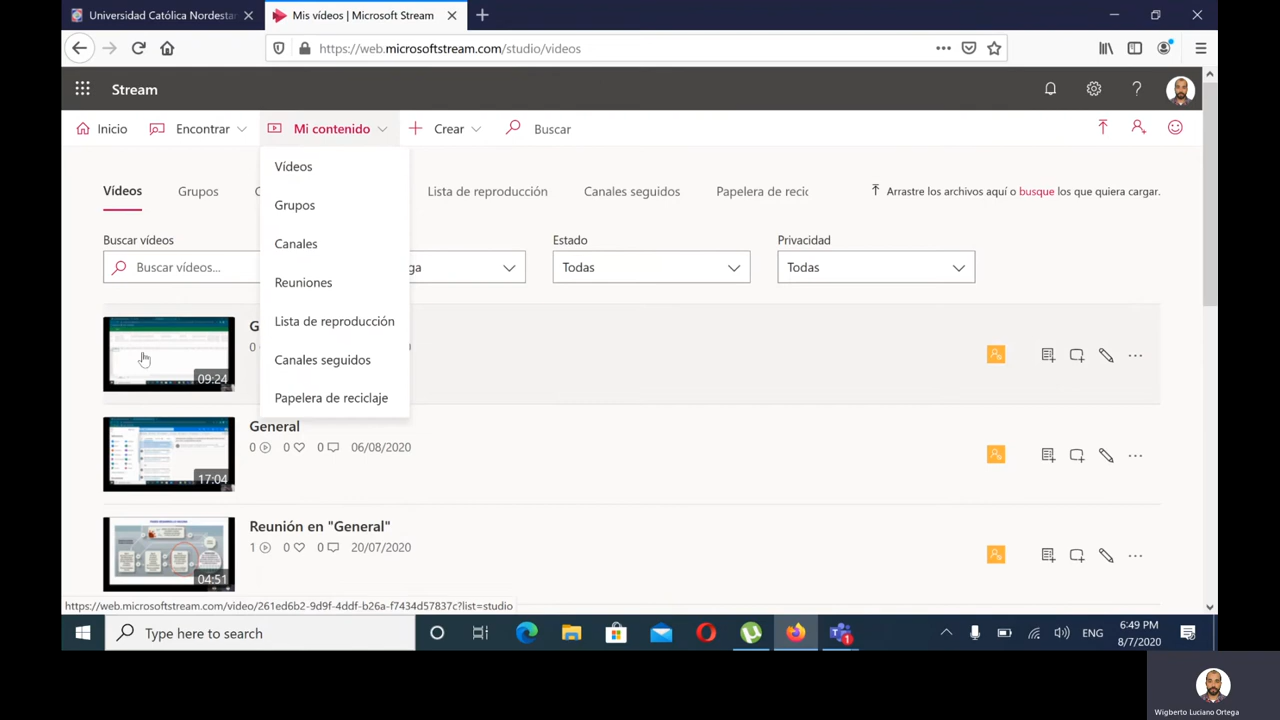 Universidad Católica Nordestan
Mis vídeos | Microsoft Stream
https://web.microsoftstream.com/studio/videos
Stream
Inicio
Encontrar
Mi contenido
Crear
Buscar
Vídeos
Grupos
Canales
Reuniones
Lista de reproducción
Canales seguidos
Papelera de reciclaje
Vídeos
Grupos
C
Lista de reproducción
Canales seguidos
Papelera de recic
Arrastre los archivos aquí o busque los que quiera cargar.
Buscar vídeos
Estado
Privacidad
Buscar vídeos...
ga
Todas
Todas
G
0
09:24
General
0 0 0 06/08/2020
17:04
Reunión en "General"
1 0 0 20/07/2020
04:51
https://web.microsoftstream.com/video/261ed6b2-9d9f-4ddf-b26a-f7434d57837c?list=studio
Type here to search
1
ENG
6:49 PM
8/7/2020
Wigberto Luciano Ortega